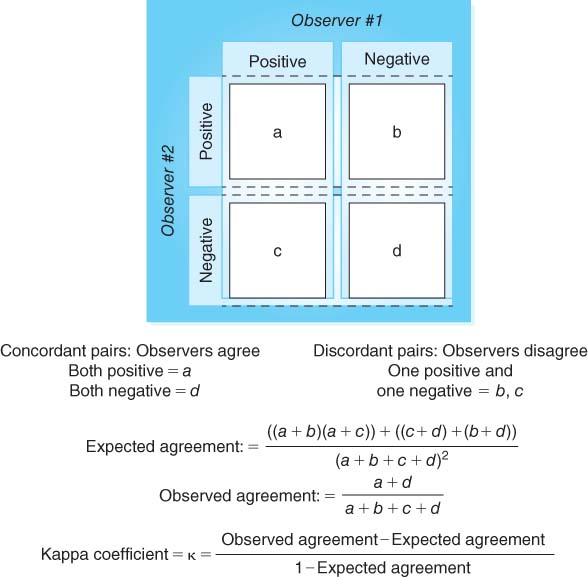 Observer #1
Positive
Negative
Observer #2
Positive
a
b
Negative
c
d
Concordant pairs: Observers agree
Both positive = a
Both negative = d
Discordant pairs: Observers disagree
One positive and
one negative = b, c
Expected agreement: = ((a + b)(a + c)) + ((c + d) + (b + d))
(a + b + c + d)²
Observed agreement: = a + d
a + b + c + d
Kappa coefficient = κ = Observed agreement − Expected agreement
1 − Expected agreement